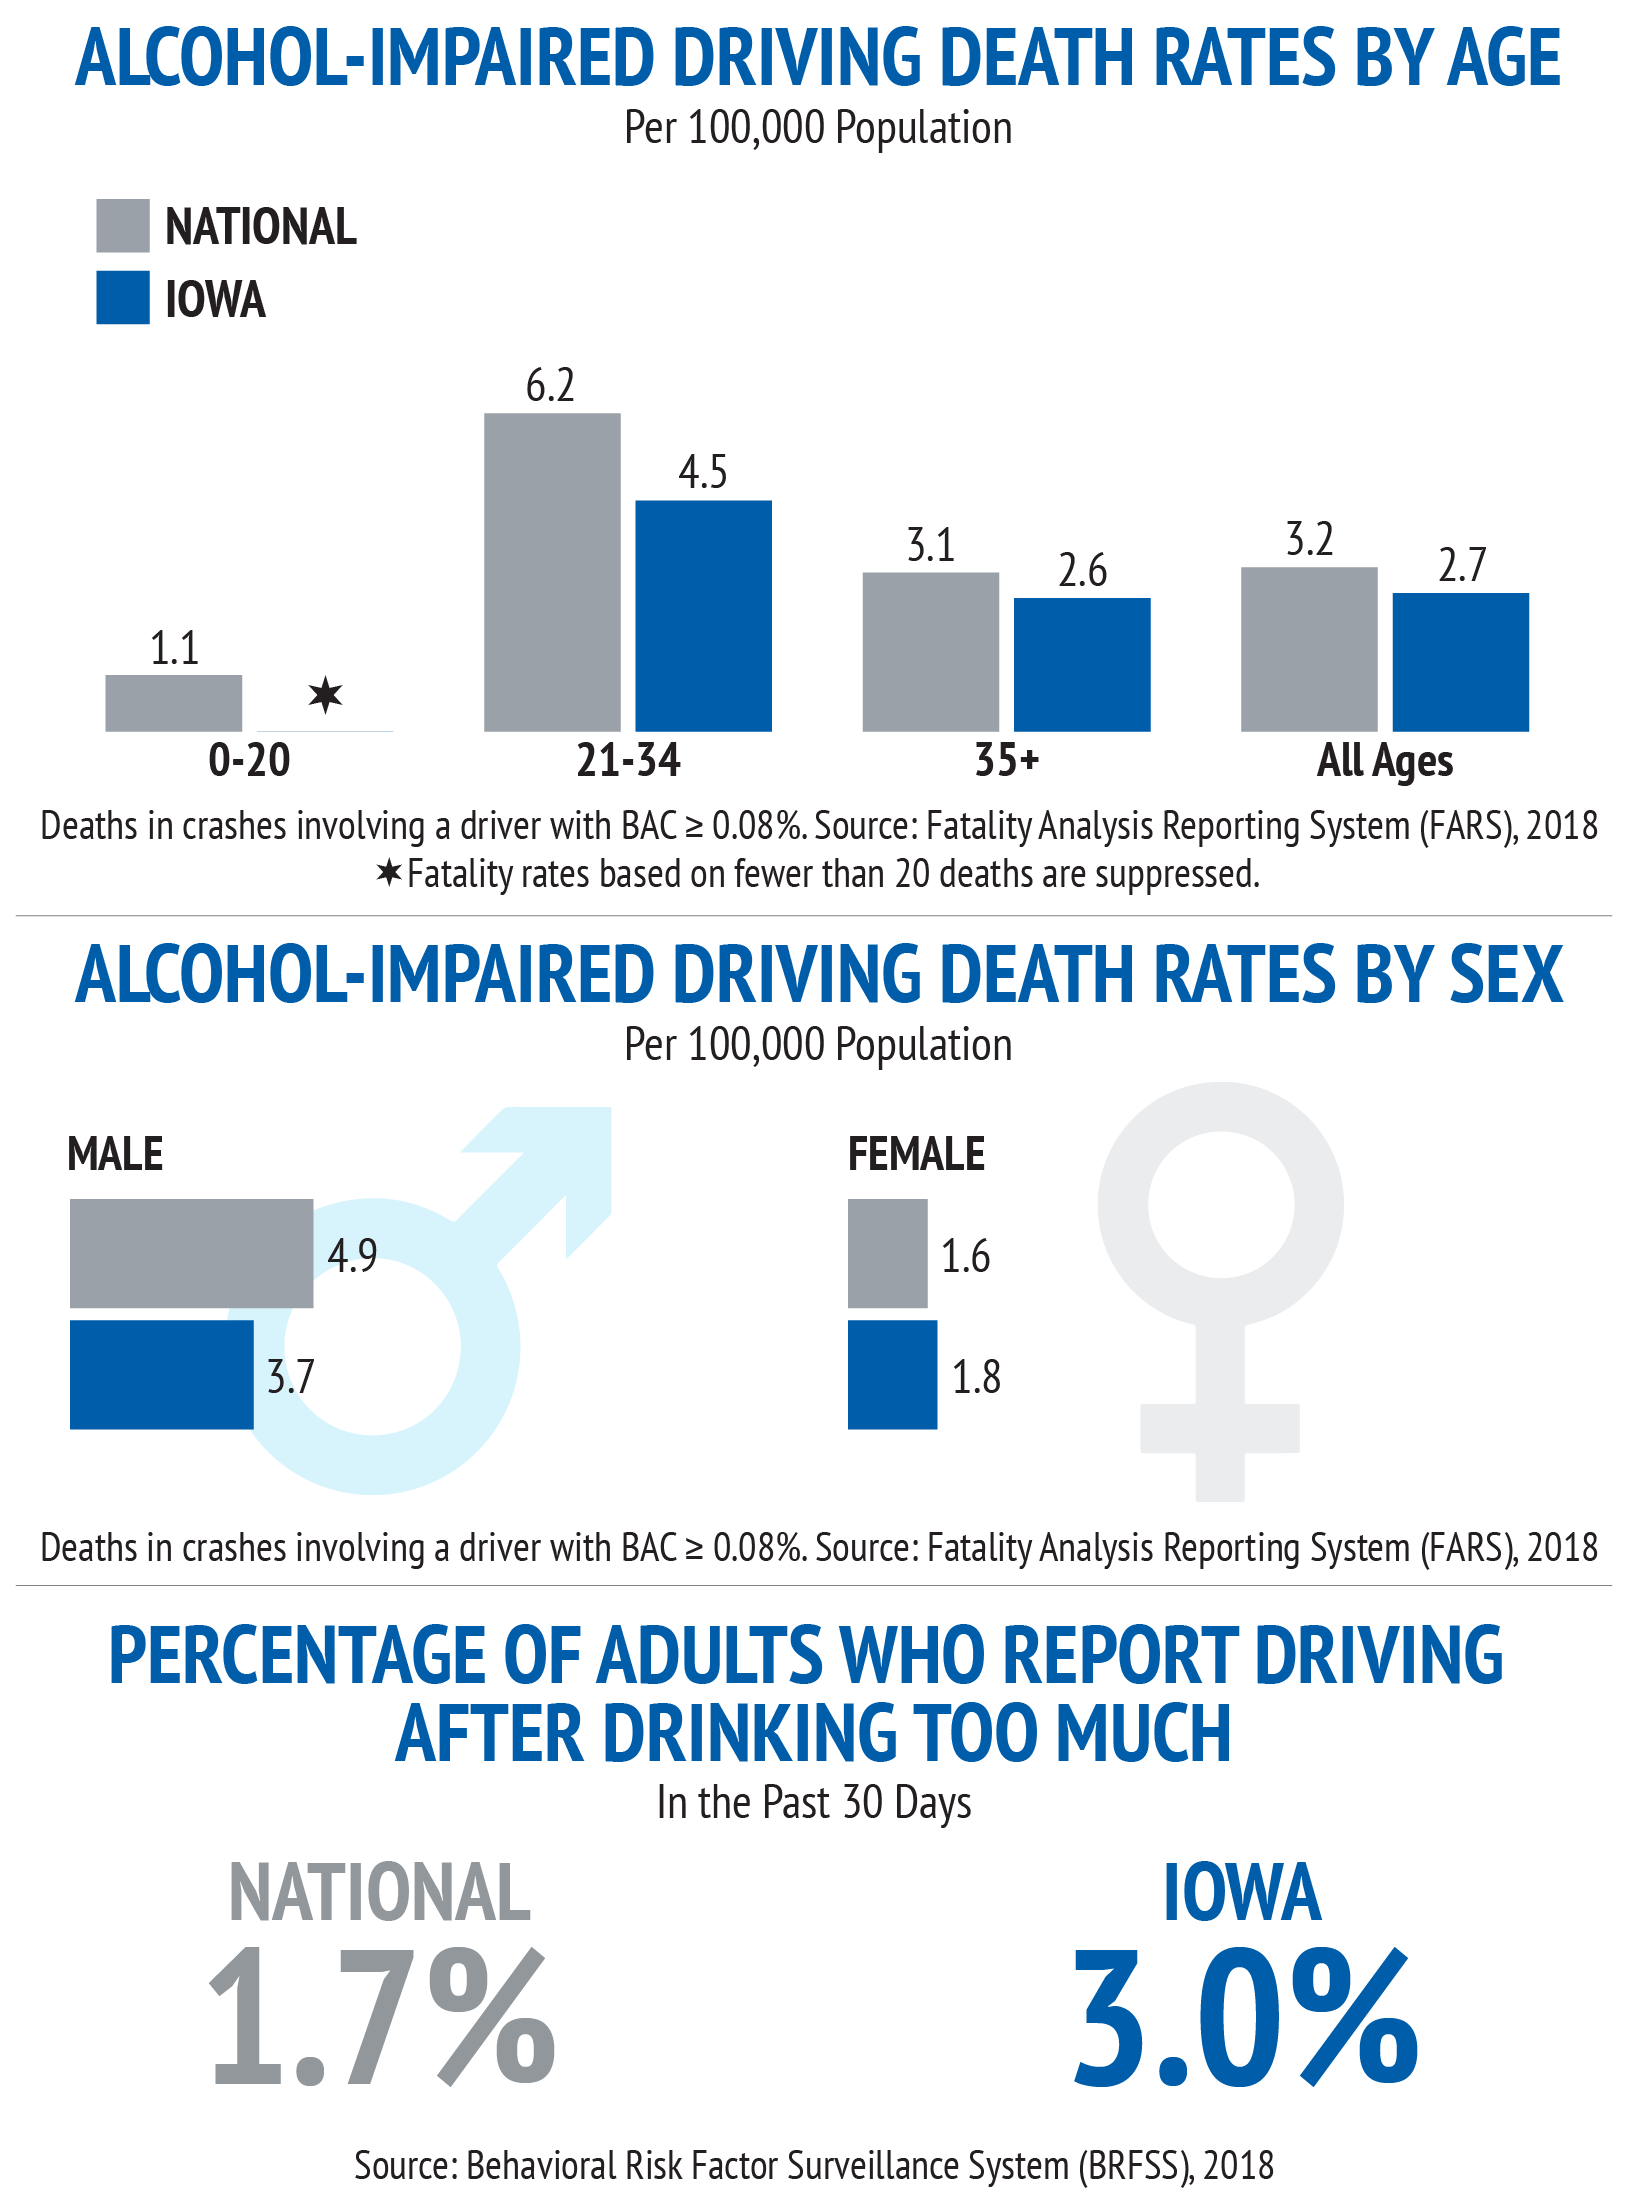 ALCOHOL-IMPAIRED DRIVING DEATH RATES BY AGE
Per 100,000 Population
NATIONAL
IOWA
6.2
4.5
3.1
2.6
3.2
2.7
1.1
✶
0-20
21-34
35+
All Ages
Deaths in crashes involving a driver with BAC ≥ 0.08%. Source: Fatality Analysis Reporting System (FARS), 2018
✶Fatality rates based on fewer than 20 deaths are suppressed.
ALCOHOL-IMPAIRED DRIVING DEATH RATES BY SEX
Per 100,000 Population
MALE
4.9
3.7
FEMALE
1.6
1.8
Deaths in crashes involving a driver with BAC ≥ 0.08%. Source: Fatality Analysis Reporting System (FARS), 2018
PERCENTAGE OF ADULTS WHO REPORT DRIVING
AFTER DRINKING TOO MUCH
In the Past 30 Days
NATIONAL
1.7%
IOWA
3.0%
Source: Behavioral Risk Factor Surveillance System (BRFSS), 2018